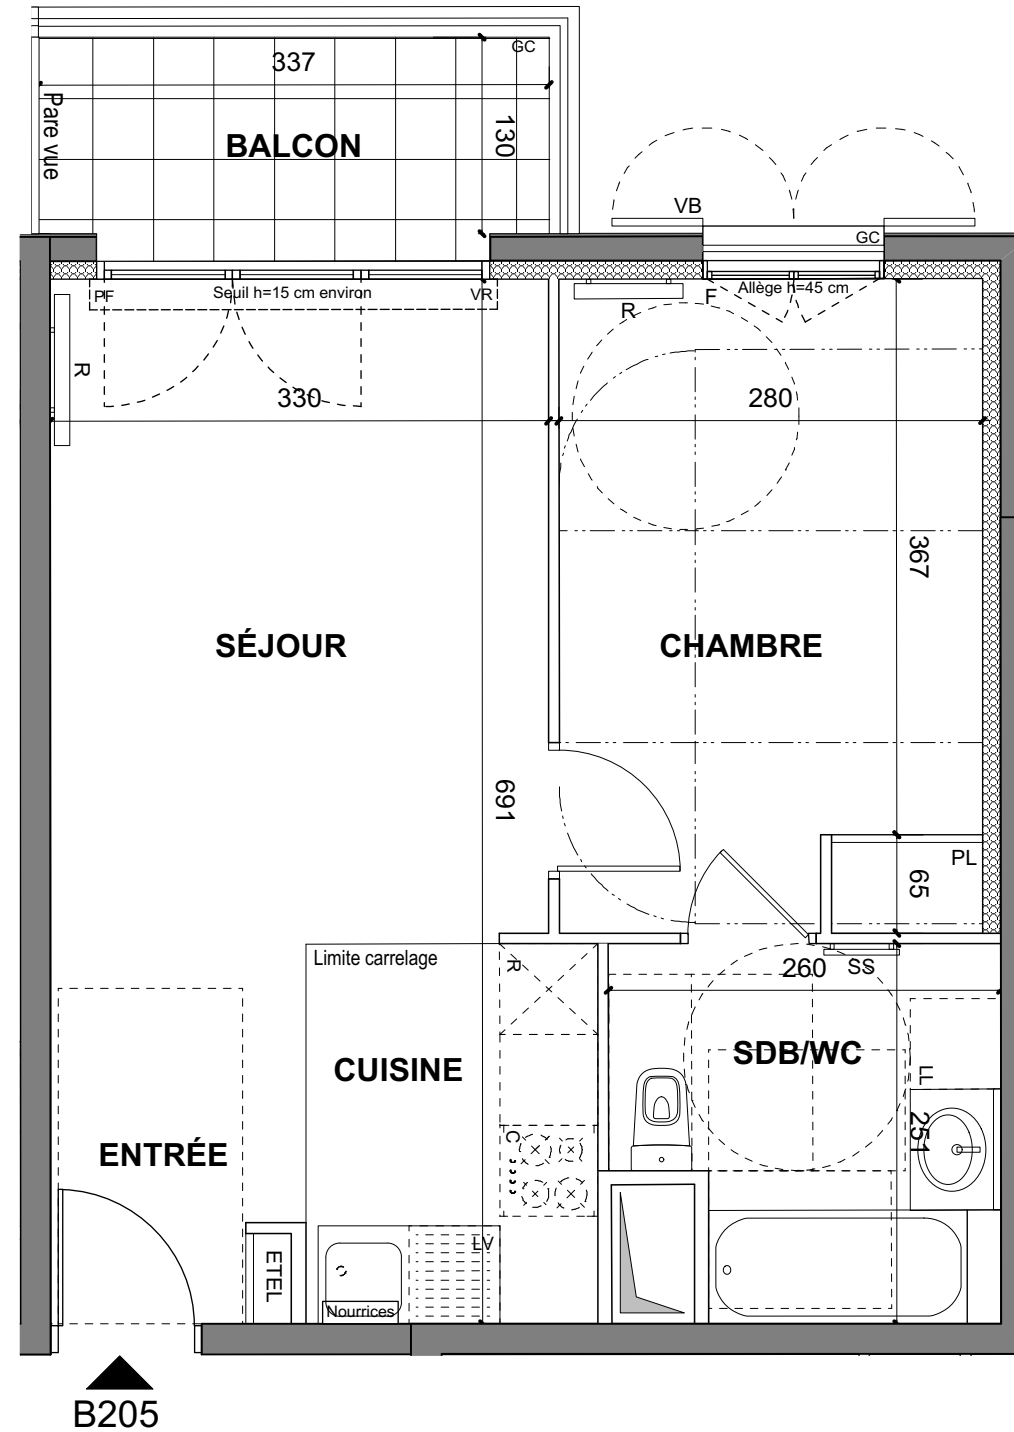 GC
337
Pare vue
BALCON
130
VB
GC
PF
Seuil h=15 cm environ
VR
R
F
Allège h=45 cm
R
330
280
367
SÉJOUR
CHAMBRE
691
PL
65
Limite carrelage
R
260
SS
CUISINE
SDB/WC
LL
251
C
ENTRÉE
ETEL
LV
Nourrices
B205